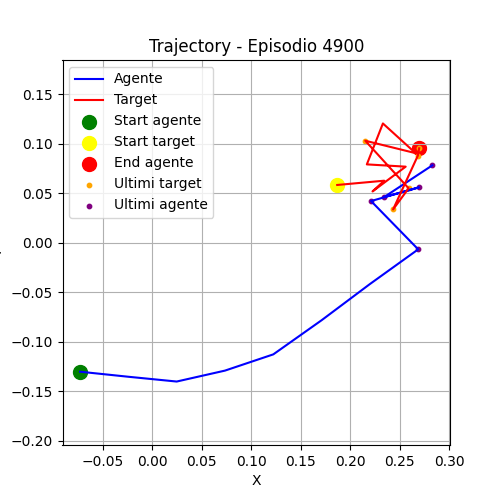 Trajectory - Episodio 4900
Agente
Target
Start agente
Start target
End agente
Ultimi target
Ultimi agente
0.15
0.10
0.05
0.00
−0.05
−0.10
−0.15
−0.20
−0.05
0.00
0.05
0.10
0.15
0.20
0.25
0.30
X